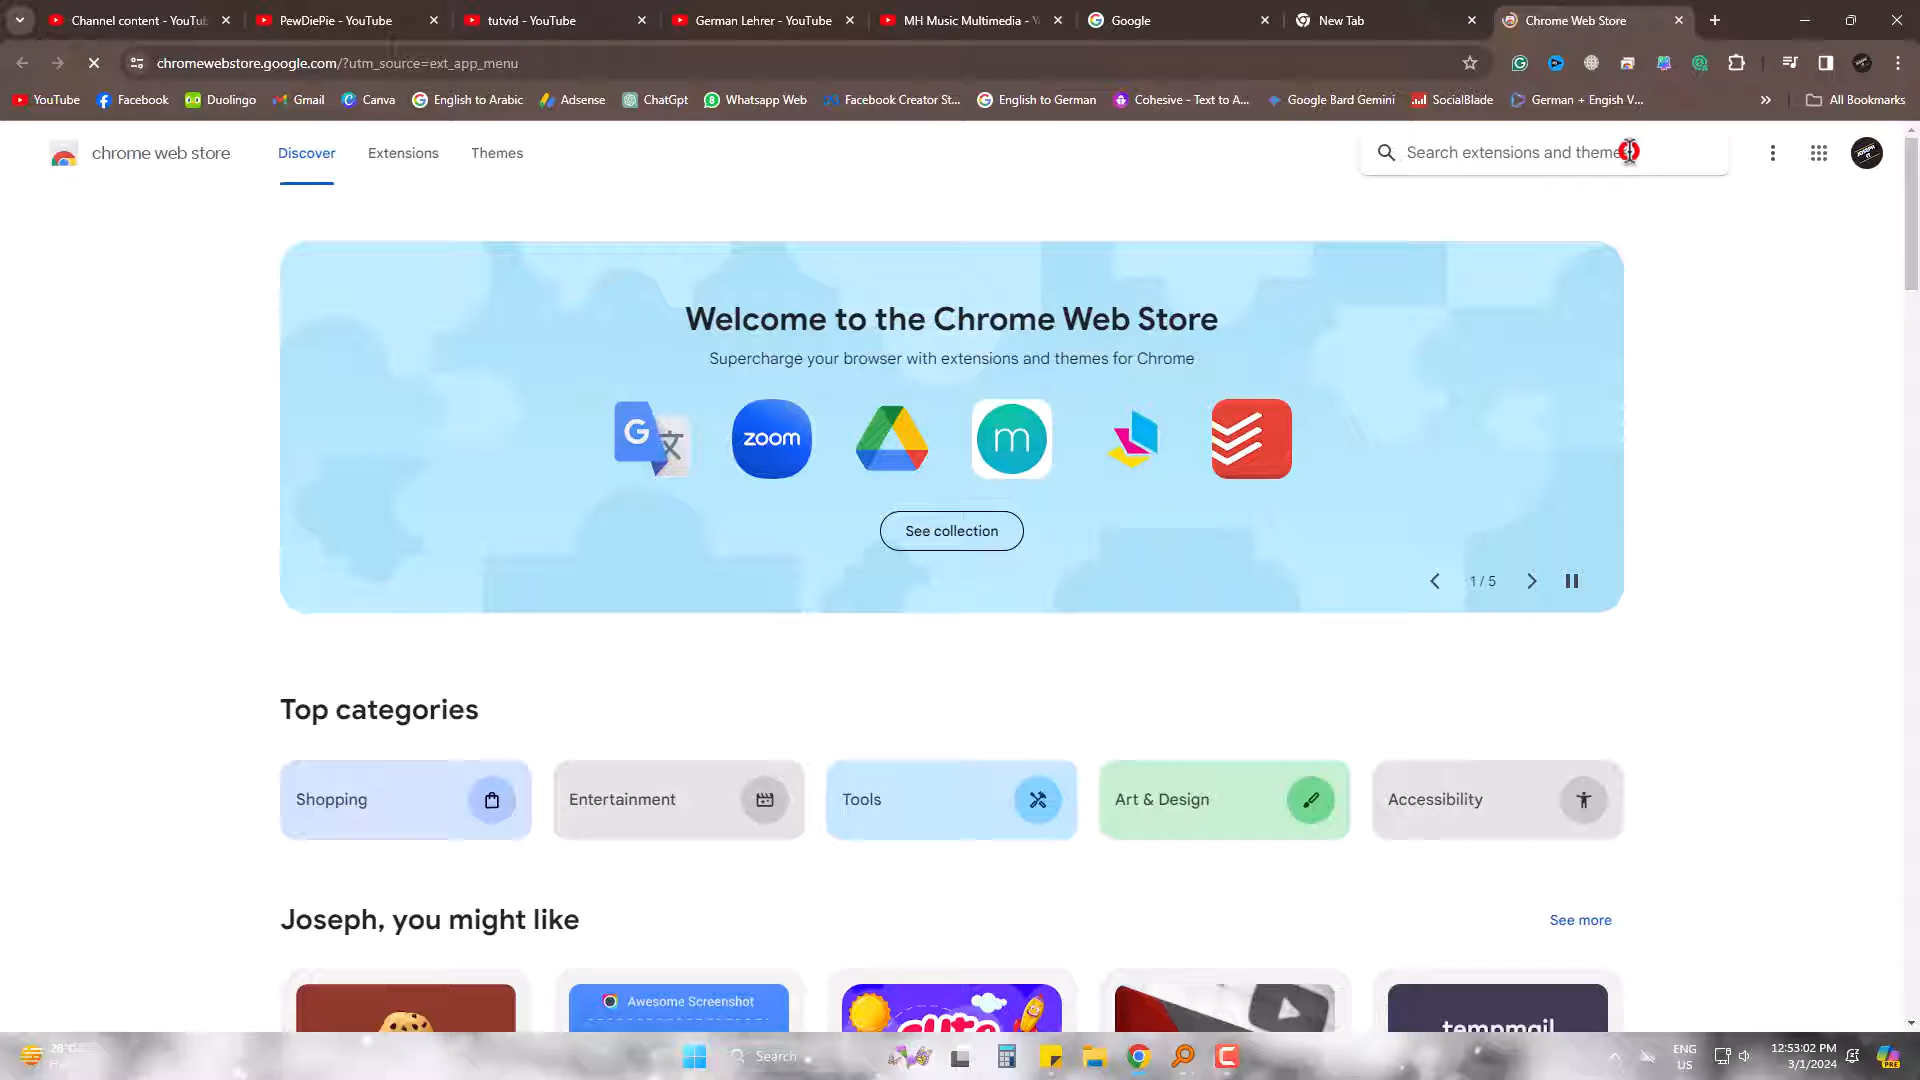 Channel content - YouTub
PewDiePie - YouTube
tutvid - YouTube
German Lehrer - YouTube
MH Music Multimedia - Y
Google
New Tab
Chrome Web Store
chromewebstore.google.com/?utm_source=ext_app_menu
YouTube
Facebook
Duolingo
Gmail
Canva
English to Arabic
Adsense
ChatGpt
Whatsapp Web
Facebook Creator St...
English to German
Cohesive - Text to A...
Google Bard Gemini
SocialBlade
German + Engish V...
All Bookmarks
chrome web store
Discover
Extensions
Themes
Search extensions and theme
Welcome to the Chrome Web Store
Supercharge your browser with extensions and themes for Chrome
G
zoom
m
See collection
1 / 5
Top categories
Shopping
Entertainment
Tools
Art & Design
Accessibility
Joseph, you might like
See more
Awesome Screenshot
CUTE
tempmail
Search
ENG
US
12:53:02 PM
3/1/2024
PRE